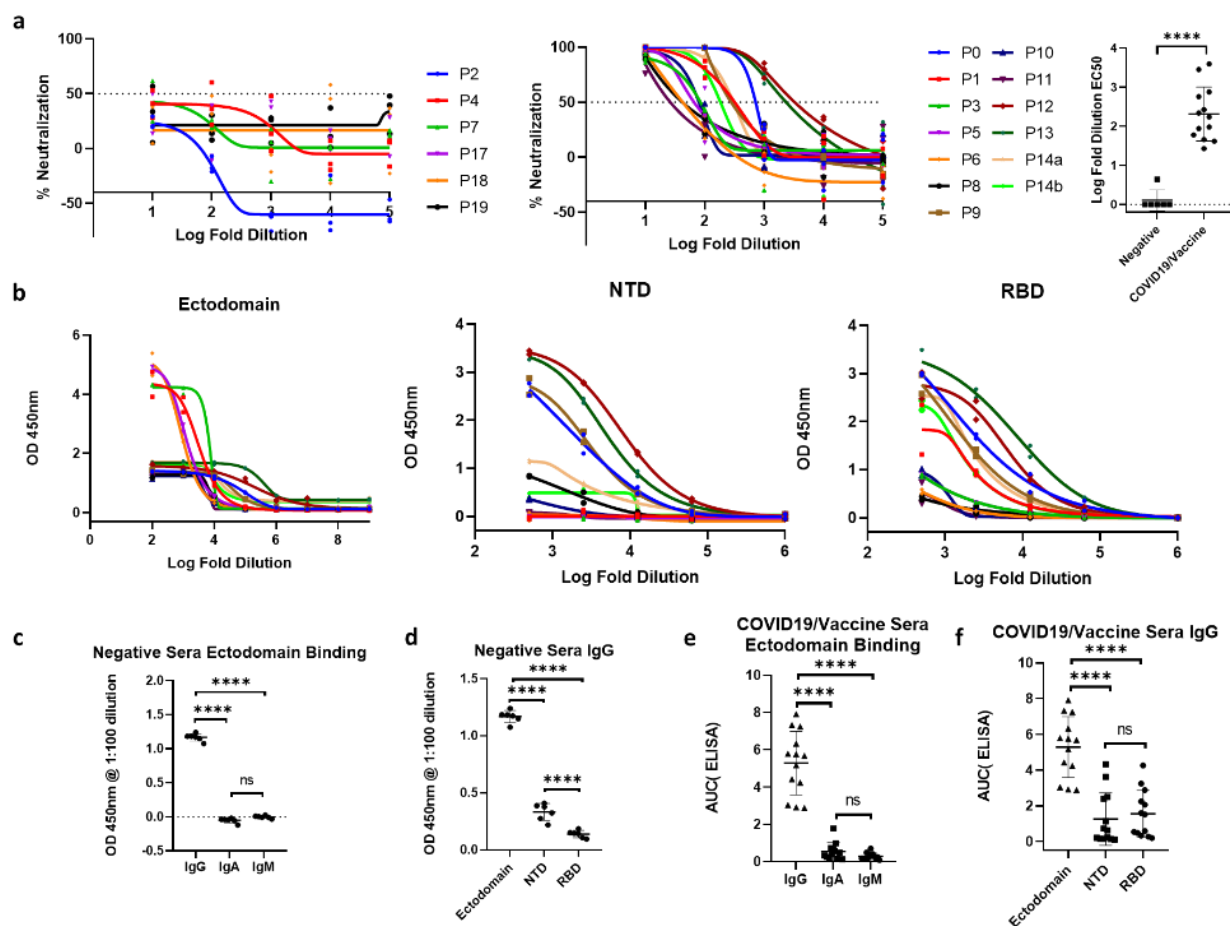 a
100
50
0
-50
% Neutralization
1 2 3 4 5
Log Fold Dilution
P2
P4
P7
P17
P18
P19
100
50
0
-50
% Neutralization
1 2 3 4 5
Log Fold Dilution
P0 P10
P1 P11
P3 P12
P5 P13
P6 P14a
P8 P14b
P9
****
5
4
3
2
1
0
Log Fold Dilution EC50
Negative
COVID19/Vaccine
b
Ectodomain
6
4
2
0
OD 450nm
0 2 4 6 8
Log Fold Dilution
NTD
4
3
2
1
0
OD 450nm
2 3 4 5 6
Log Fold Dilution
RBD
4
3
2
1
0
OD 450nm
2 3 4 5 6
Log Fold Dilution
c
Negative Sera Ectodomain Binding
2.0
1.5
1.0
0.5
0.0
-0.5
OD 450nm @ 1:100 dilution
****
****
ns
IgG IgA IgM
d
Negative Sera IgG
1.5
1.0
0.5
0.0
OD 450nm @ 1:100 dilution
****
****
****
Ectodomain
NTD
RBD
e
COVID19/Vaccine Sera
Ectodomain Binding
10
8
6
4
2
0
AUC( ELISA)
****
****
ns
IgG IgA IgM
f
COVID19/Vaccine Sera IgG
10
8
6
4
2
0
AUC( ELISA)
****
****
ns
Ectodomain
NTD
RBD